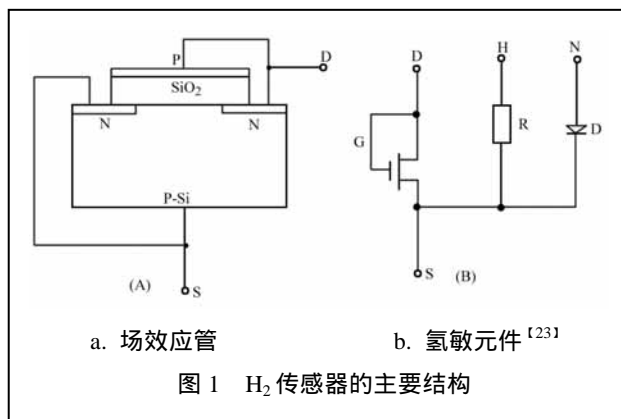 P
D
SiO₂
N
N
P-Si
(A)
S
D
H
N
G
R
D
S
(B)
a. 场效应管
b. 氢敏元件【23】
图 1 H₂ 传感器的主要结构